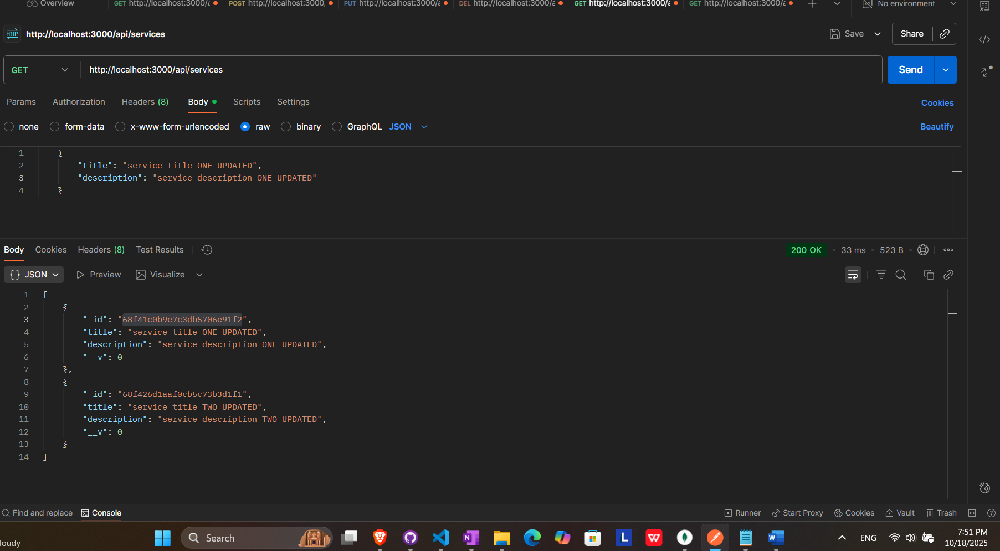 Overview GET http://localhost:3000/a POST http://localhost:3000, PUT http://localhost:3000/a DEL http://localhost:3000/a GET http://localhost:3000/a GET http://localhost:3000/a No environment
HTTP http://localhost:3000/api/services Save Share
GET http://localhost:3000/api/services Send
Params Authorization Headers (8) Body Scripts Settings Cookies
none form-data x-www-form-urlencoded raw binary GraphQL JSON Beautify
1 {
2 "title": "service title ONE UPDATED",
3 "description": "service description ONE UPDATED"
4 }
Body Cookies Headers (8) Test Results 200 OK • 33 ms • 523 B
{} JSON Preview Visualize
1 [
2 {
3 "_id": "68f41c0b9e7c3db5706e91f2",
4 "title": "service title ONE UPDATED",
5 "description": "service description ONE UPDATED",
6 "__v": 0
7 },
8 {
9 "_id": "68f426d1aaf0cb5c73b3d1f1",
10 "title": "service title TWO UPDATED",
11 "description": "service description TWO UPDATED",
12 "__v": 0
13 }
14 ]
Find and replace Console Runner Start Proxy Cookies Vault Trash
loudy Search N L W W ENG 7:51 PM
10/18/2025